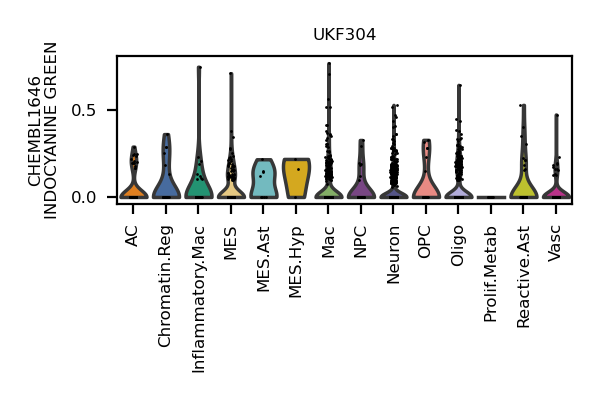 UKF304
CHEMBL1646
INDOCYANINE GREEN
0.5
0.0
AC
Chromatin.Reg
Inflammatory.Mac
MES
MES.Ast
MES.Hyp
Mac
NPC
Neuron
OPC
Oligo
Prolif.Metab
Reactive.Ast
Vasc